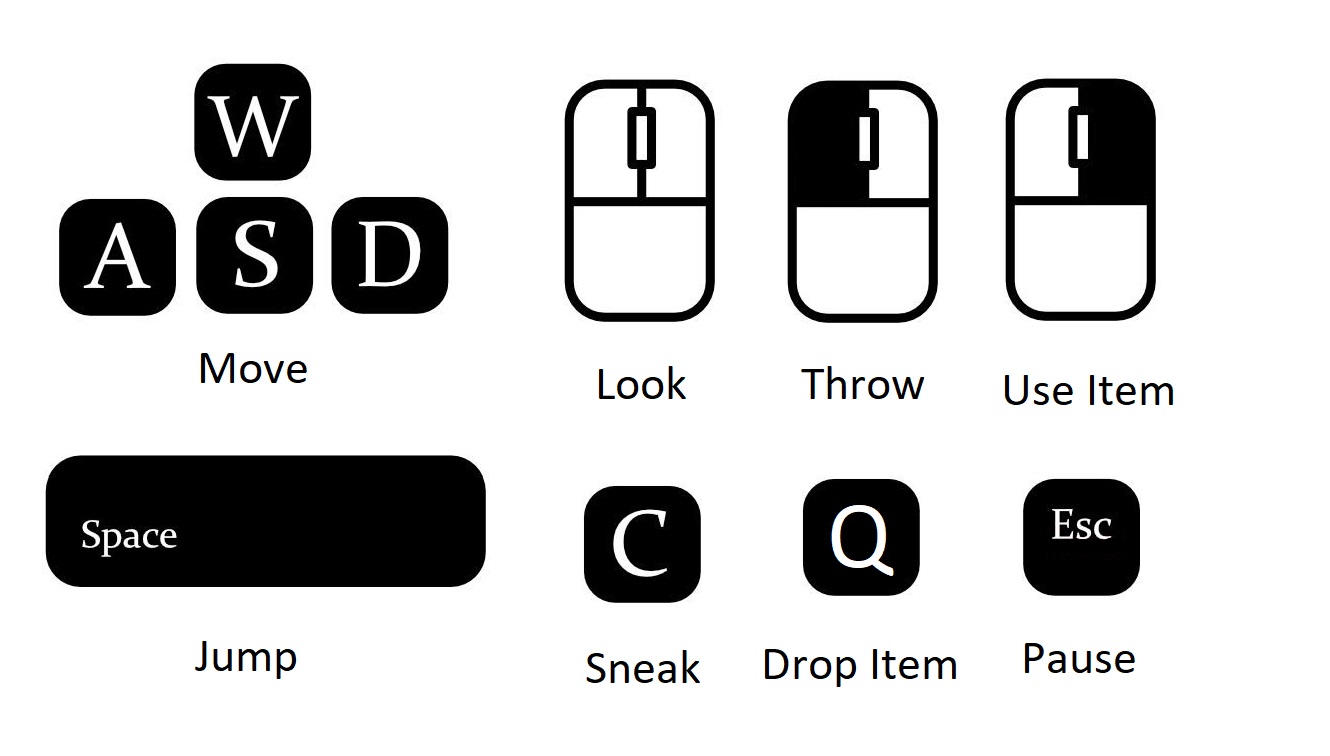 W
A S D
Move
Look
Throw
Use Item
Space
Jump
C
Sneak
Q
Drop Item
Esc
Pause